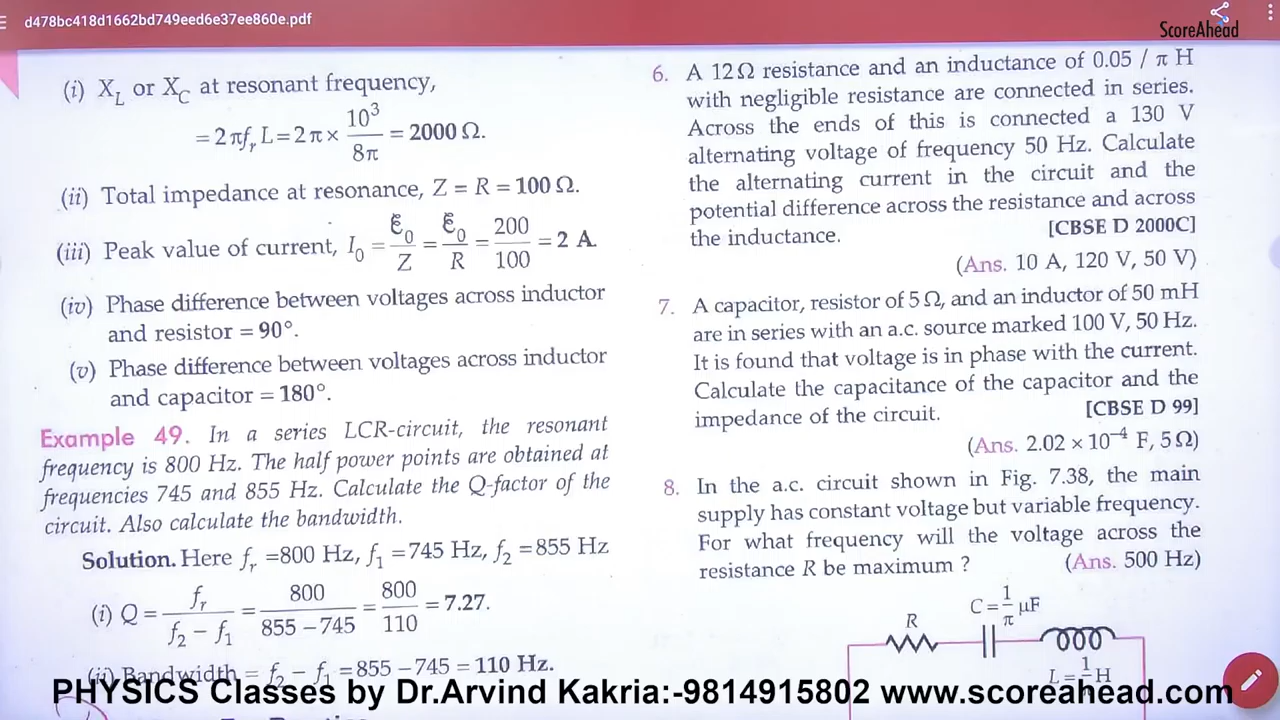 d478bc418d1662bd749eed6e37ee860e.pdf
ScoreAhead
(i) X_L or X_C at resonant frequency,
= 2πf_r L = 2π × 10³/8π = 2000 Ω.
(ii) Total impedance at resonance, Z = R = 100 Ω.
(iii) Peak value of current, I₀ = ℰ₀/Z = ℰ₀/R = 200/100 = 2 A.
(iv) Phase difference between voltages across inductor
and resistor = 90°.
(v) Phase difference between voltages across inductor
and capacitor = 180°.
Example 49. In a series LCR-circuit, the resonant
frequency is 800 Hz. The half power points are obtained at
frequencies 745 and 855 Hz. Calculate the Q-factor of the
circuit. Also calculate the bandwidth.
Solution. Here f_r = 800 Hz, f₁ = 745 Hz, f₂ = 855 Hz
(i) Q = f_r/(f₂ − f₁) = 800/(855 − 745) = 800/110 = 7.27.
(ii) Bandwidth = f₂ − f₁ = 855 − 745 = 110 Hz.
6. A 12 Ω resistance and an inductance of 0.05 / π H
with negligible resistance are connected in series.
Across the ends of this is connected a 130 V
alternating voltage of frequency 50 Hz. Calculate
the alternating current in the circuit and the
potential difference across the resistance and across
the inductance. [CBSE D 2000C]
(Ans. 10 A, 120 V, 50 V)
7. A capacitor, resistor of 5 Ω, and an inductor of 50 mH
are in series with an a.c. source marked 100 V, 50 Hz.
It is found that voltage is in phase with the current.
Calculate the capacitance of the capacitor and the
impedance of the circuit. [CBSE D 99]
(Ans. 2.02 × 10⁻⁴ F, 5 Ω)
8. In the a.c. circuit shown in Fig. 7.38, the main
supply has constant voltage but variable frequency.
For what frequency will the voltage across the
resistance R be maximum ? (Ans. 500 Hz)
R
C = 1/π μF
L = 1/ H
PHYSICS Classes by Dr.Arvind Kakria:-9814915802 www.scoreahead.com